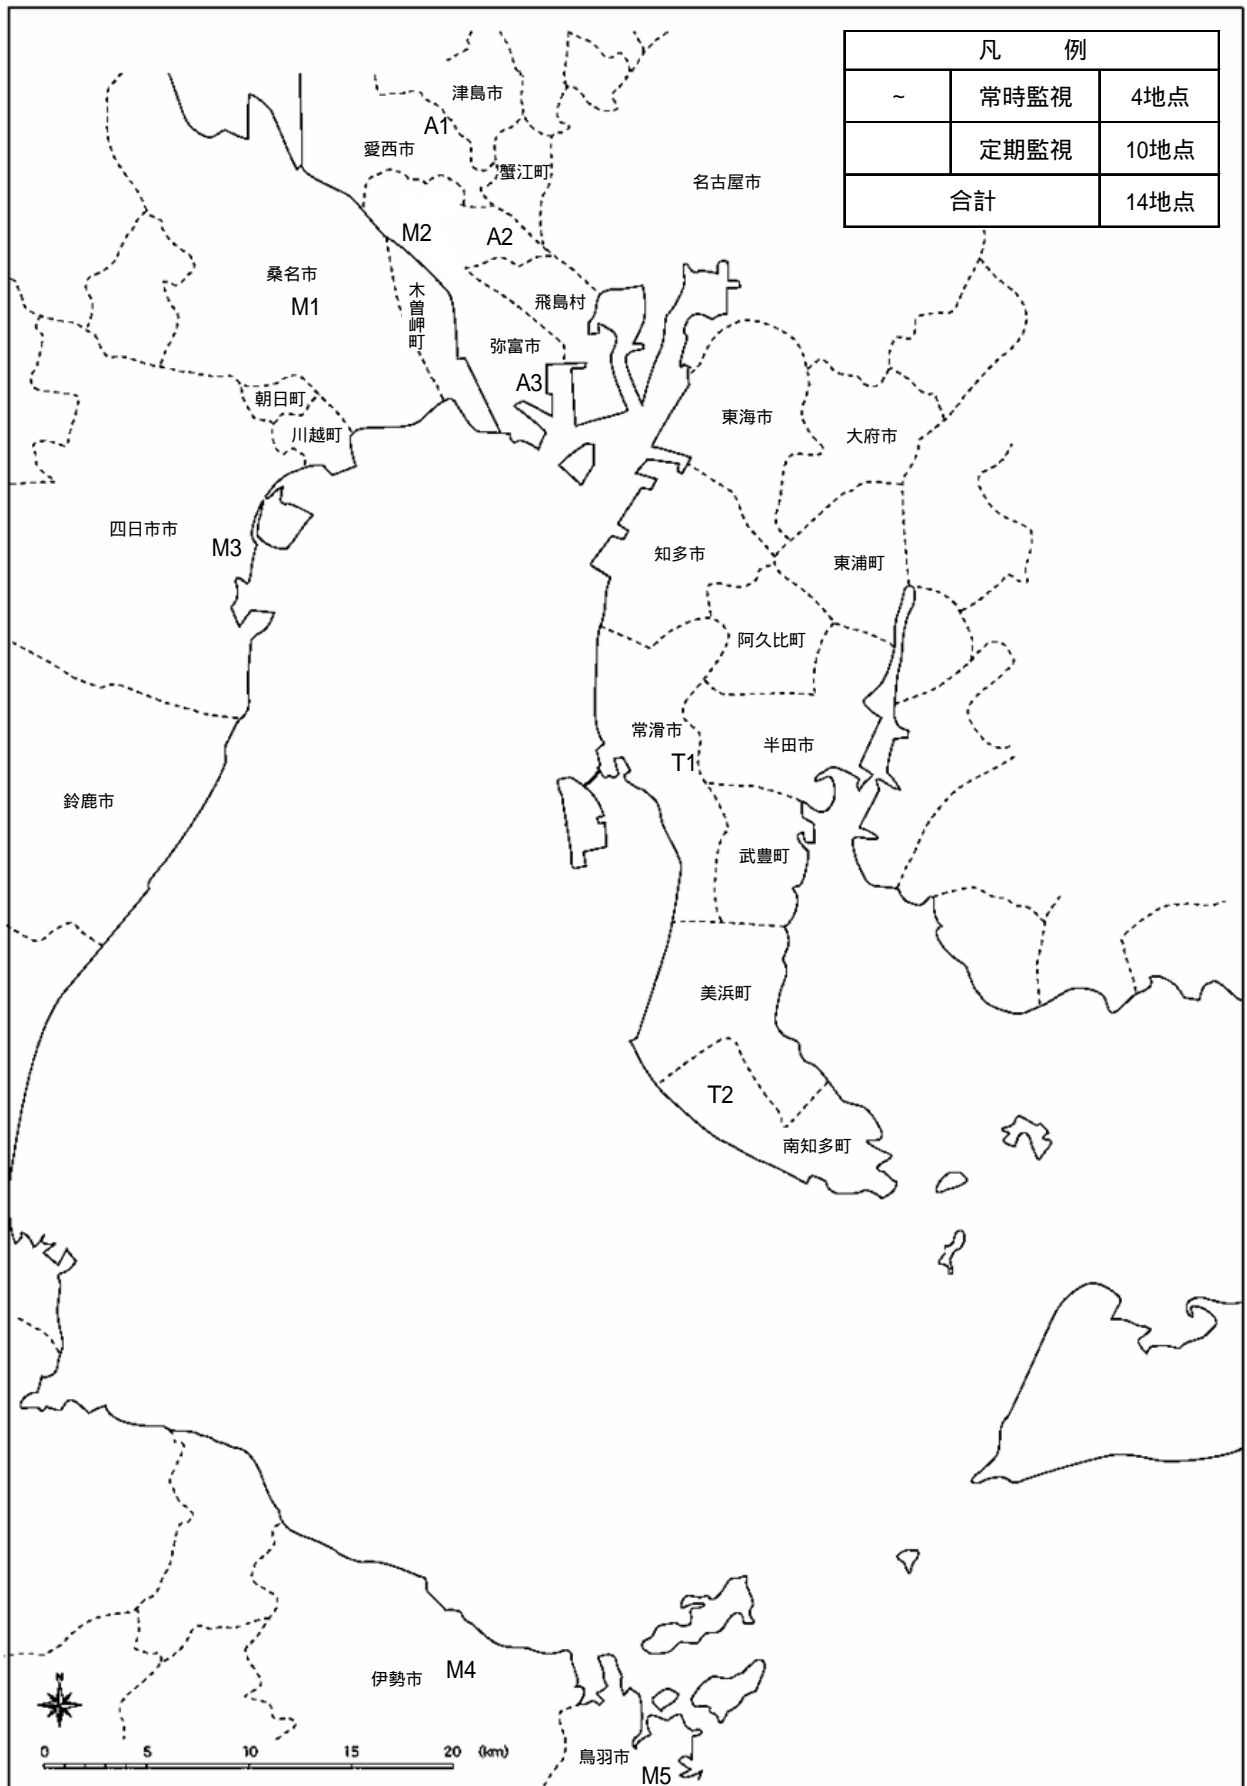 凡 例
~ 常時監視 4地点
定期監視 10地点
合計 14地点
津島市
A1
愛西市
蟹江町
名古屋市
M2
A2
桑名市
M1
木曽岬町
飛島村
弥富市
A3
朝日町
川越町
東海市
大府市
四日市市
M3
知多市
東浦町
阿久比町
常滑市
T1
半田市
鈴鹿市
武豊町
美浜町
T2
南知多町
伊勢市
M4
N
0 5 10 15 20 (km)
鳥羽市
M5